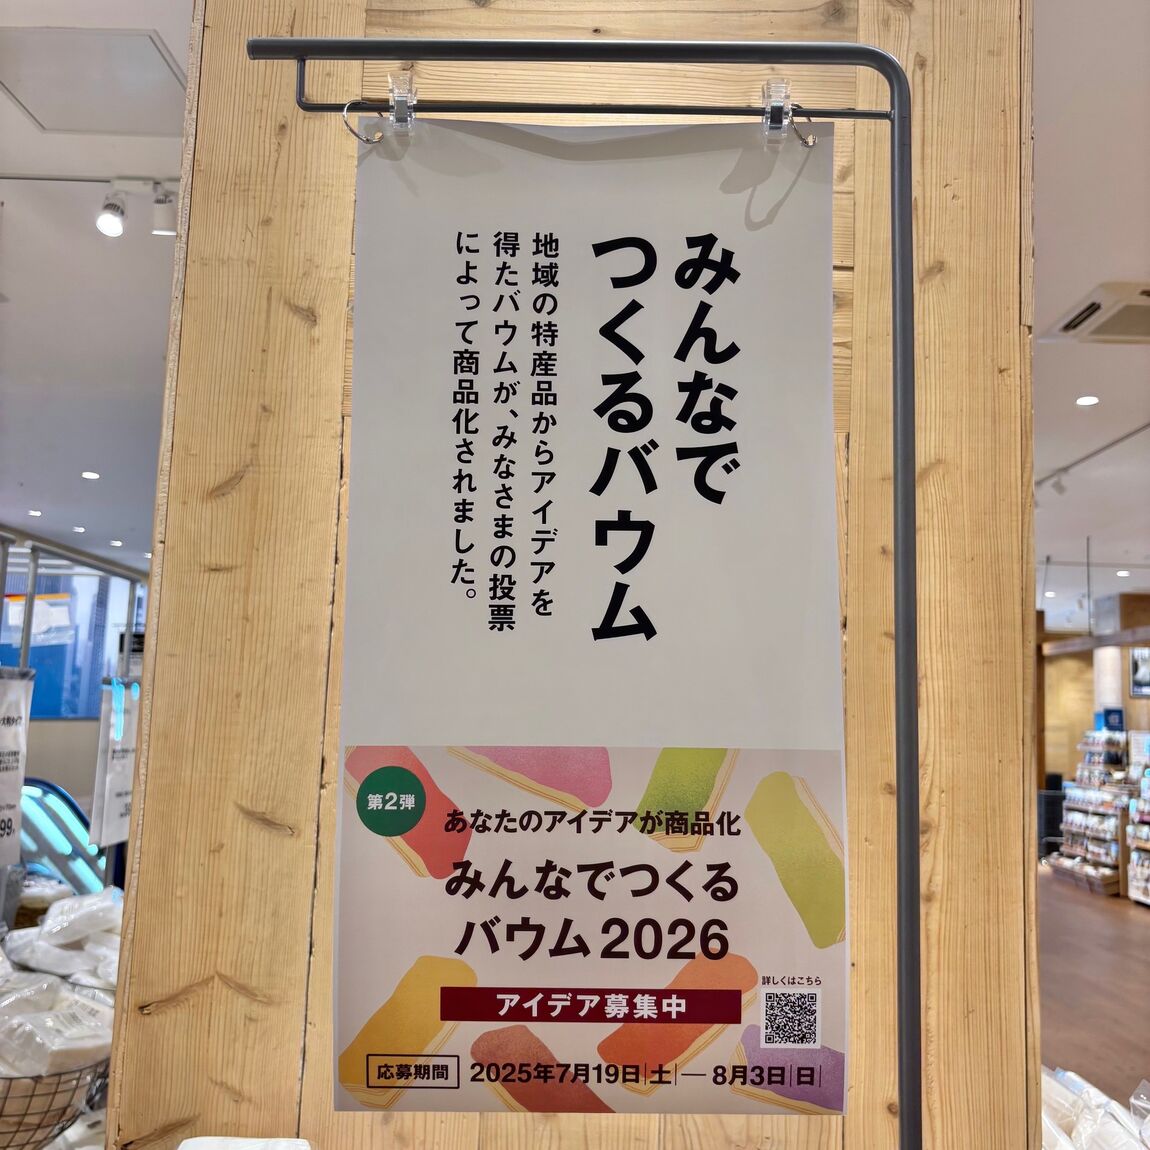 みんなで
つくるバウム
地域の特産品からアイデアを
得たバウムが、みなさまの投票
によって商品化されました。
第2弾
あなたのアイデアが商品化
みんなでつくる
バウム2026
アイデア募集中
詳しくはこちら
応募期間 2025年7月19日|土|―8月3日|日|